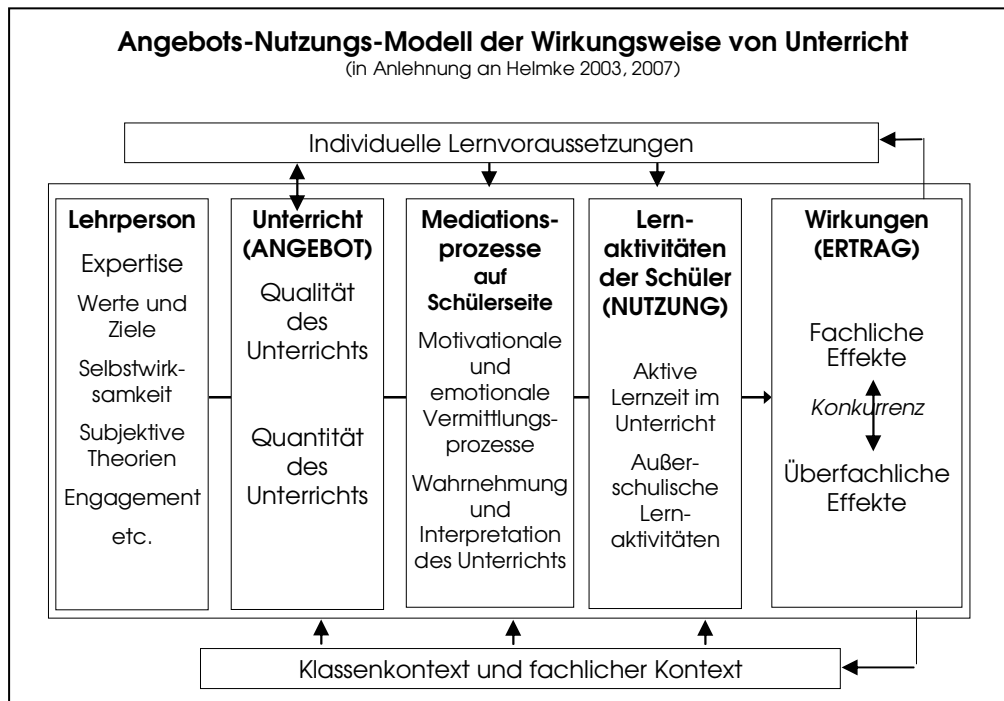 Angebots-Nutzungs-Modell der Wirkungsweise von Unterricht
(in Anlehnung an Helmke 2003, 2007)
Individuelle Lernvoraussetzungen
Lehrperson
Expertise
Werte und
Ziele
Selbstwirk-
samkeit
Subjektive
Theorien
Engagement
etc.
Unterricht
(ANGEBOT)
Qualität
des
Unterrichts
Quantität
des
Unterrichts
Mediations-
prozesse
auf
Schülerseite
Motivationale
und
emotionale
Vermittlungs-
prozesse
Wahrnehmung
und
Interpretation
des Unterrichts
Lern-
aktivitäten
der Schüler
(NUTZUNG)
Aktive
Lernzeit im
Unterricht
Außer-
schulische
Lern-
aktivitäten
Wirkungen
(ERTRAG)
Fachliche
Effekte
Konkurrenz
Überfachliche
Effekte
Klassenkontext und fachlicher Kontext